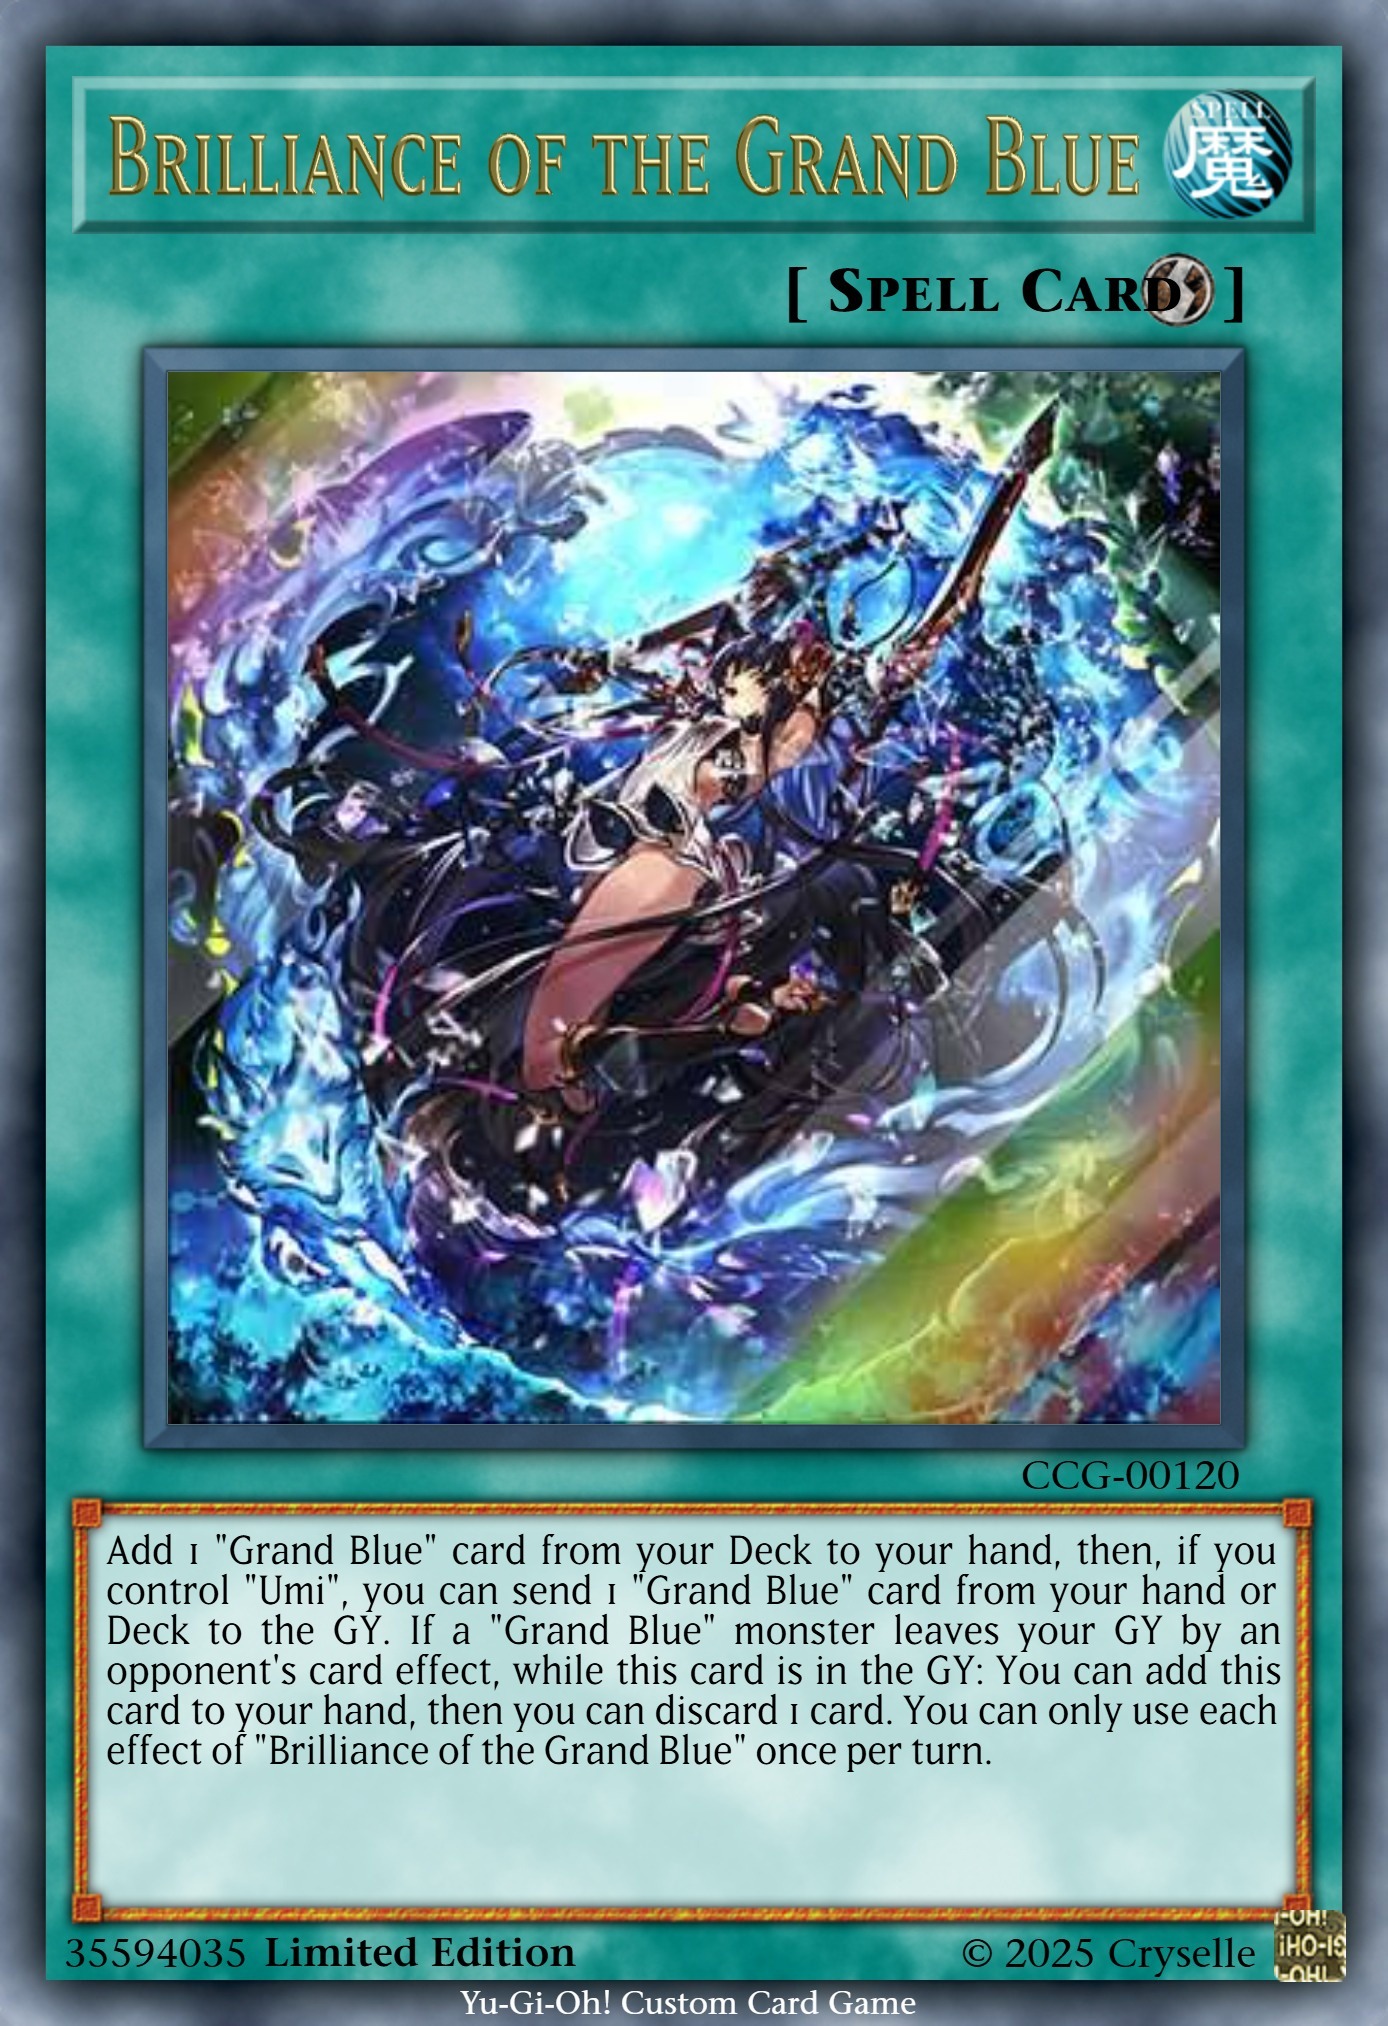 BRILLIANCE OF THE GRAND BLUE
SPELL
魔
[ SPELL CARD ]
CCG-00120
Add 1 "Grand Blue" card from your Deck to your hand, then, if you
control "Umi", you can send 1 "Grand Blue" card from your hand or
Deck to the GY. If a "Grand Blue" monster leaves your GY by an
opponent's card effect, while this card is in the GY: You can add this
card to your hand, then you can discard 1 card. You can only use each
effect of "Brilliance of the Grand Blue" once per turn.
35594035 Limited Edition
© 2025 Cryselle
Yu-Gi-Oh! Custom Card Game